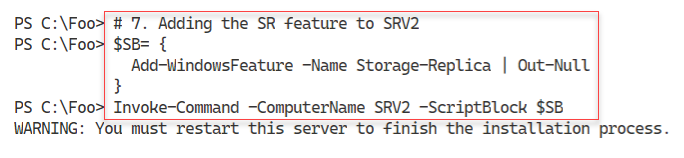 PS C:\Foo> # 7. Adding the SR feature to SRV2
PS C:\Foo> $SB= {
  Add-WindowsFeature -Name Storage-Replica | Out-Null
}
PS C:\Foo> Invoke-Command -ComputerName SRV2 -ScriptBlock $SB
WARNING: You must restart this server to finish the installation process.